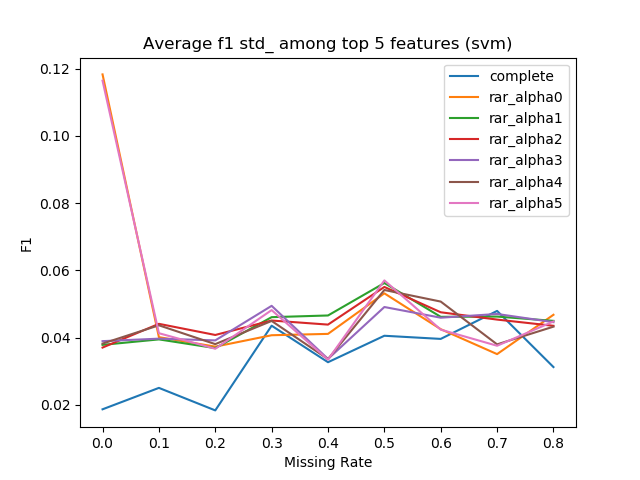 Average f1 std_ among top 5 features (svm)
complete
rar_alpha0
rar_alpha1
rar_alpha2
rar_alpha3
rar_alpha4
rar_alpha5
0.12
0.10
0.08
0.06
0.04
0.02
F1
0.0 0.1 0.2 0.3 0.4 0.5 0.6 0.7 0.8
Missing Rate